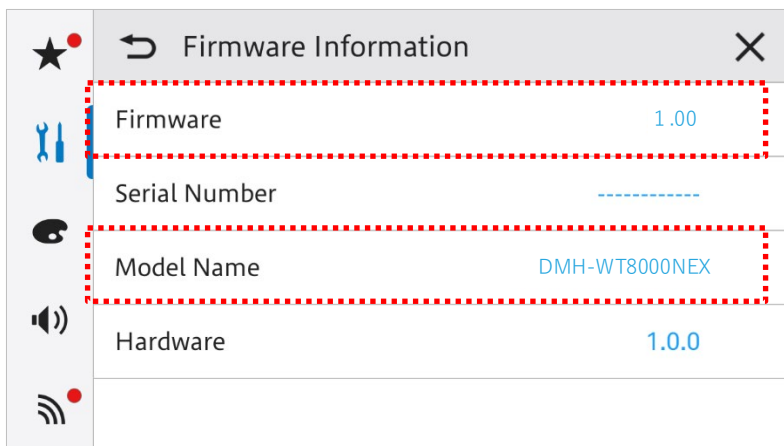 Firmware Information
Firmware 1.00
Serial Number ------------
Model Name DMH-WT8000NEX
Hardware 1.0.0